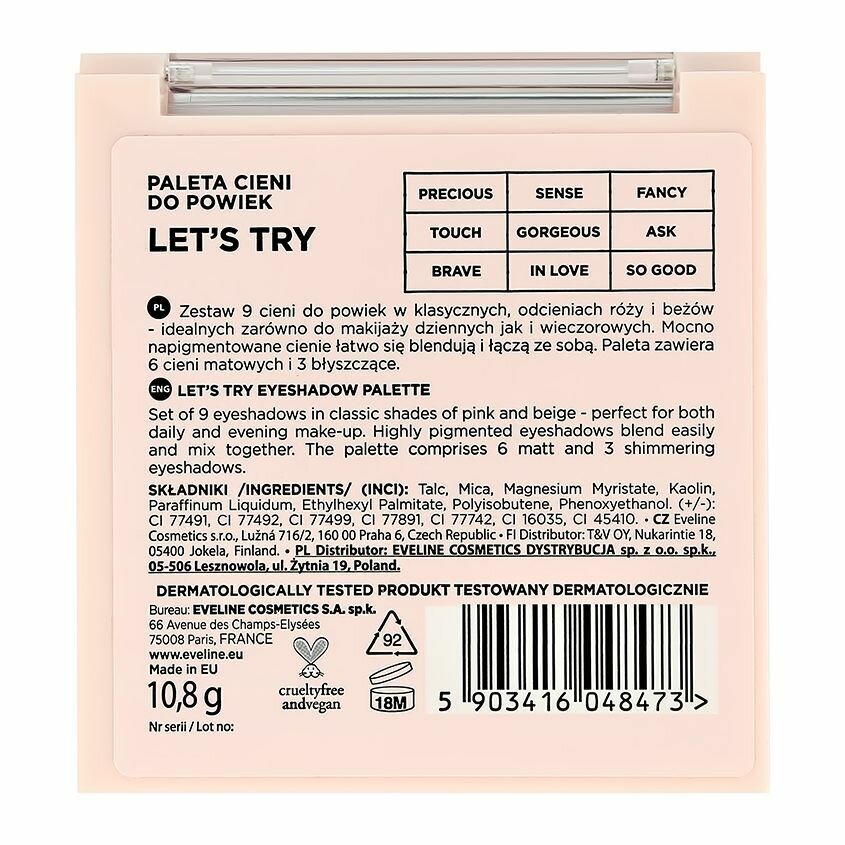 PALETA CIENI
DO POWIEK
LET'S TRY
PRECIOUS SENSE FANCY
TOUCH GORGEOUS ASK
BRAVE IN LOVE SO GOOD
PL Zestaw 9 cieni do powiek w klasycznych, odcieniach róży i beżów
- idealnych zarówno do makijaży dziennych jak i wieczorowych. Mocno
napigmentowane cienie łatwo się blendują i łączą ze sobą. Paleta zawiera
6 cieni matowych i 3 błyszczące.
ENG LET'S TRY EYESHADOW PALETTE
Set of 9 eyeshadows in classic shades of pink and beige - perfect for both
daily and evening make-up. Highly pigmented eyeshadows blend easily
and mix together. The palette comprises 6 matt and 3 shimmering
eyeshadows.
SKŁADNIKI /INGREDIENTS/ (INCI): Talc, Mica, Magnesium Myristate, Kaolin,
Paraffinum Liquidum, Ethylhexyl Palmitate, Polyisobutene, Phenoxyethanol. (+/-):
CI 77491, CI 77492, CI 77499, CI 77891, CI 77742, CI 16035, CI 45410. • CZ Eveline
Cosmetics s.r.o., Lužná 716/2, 160 00 Praha 6, Czech Republic • FI Distributor: T&V OY, Nukarintie 18,
05400 Jokela, Finland. • PL Distributor: EVELINE COSMETICS DYSTRYBUCJA sp. z o.o. sp.k.,
05-506 Lesznowola, ul. Żytnia 19, Poland.
DERMATOLOGICALLY TESTED PRODUKT TESTOWANY DERMATOLOGICZNIE
Bureau: EVELINE COSMETICS S.A. sp.k.
66 Avenue des Champs-Elysées
75008 Paris, FRANCE
www.eveline.eu
Made in EU
10,8 g
Nr serii / Lot no:
crueltyfree
andvegan
92
18M
5 903416 048473 >